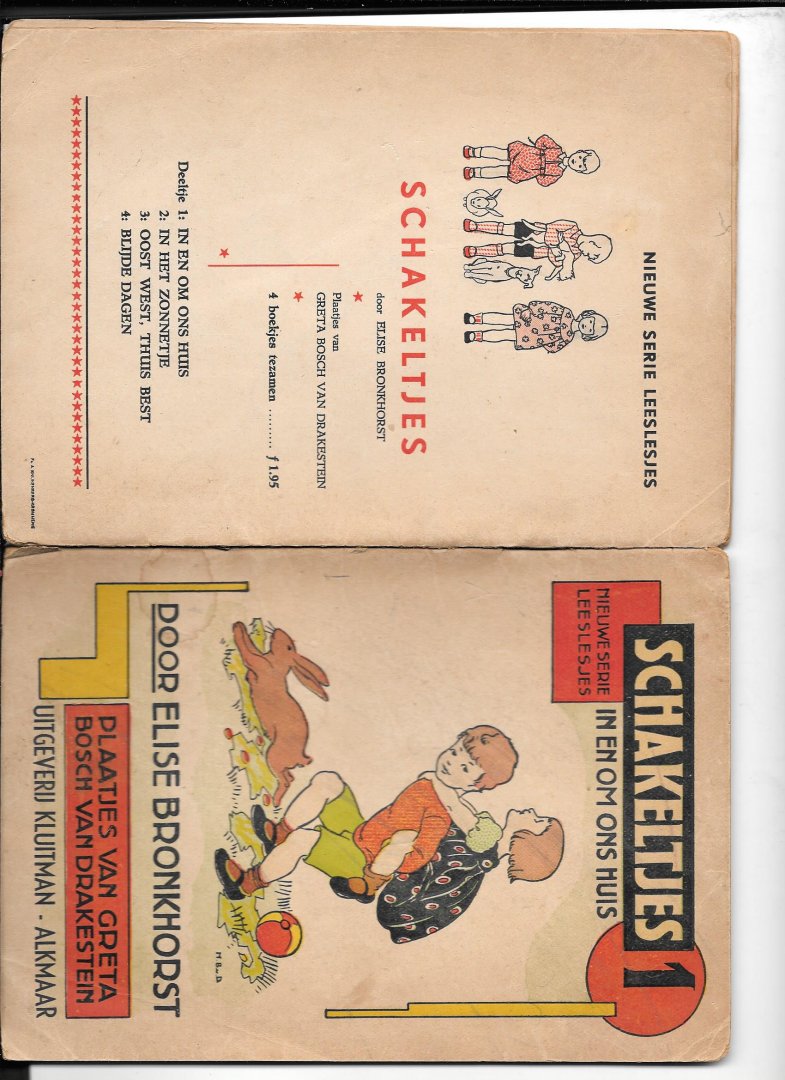 NIEUWE SERIE LEESLESJES
SCHAKELTJES
door ELISE BRONKHORST
Plaatjes van
GRETA BOSCH VAN DRAKESTEIN
4 boekjes tezamen ......... f 1.95
Deeltje 1: IN EN OM ONS HUIS
2: IN HET ZONNETJE
3: OOST WEST, THUIS BEST
4: BLIJDE DAGEN
SCHAKELTJES 1
NIEUWE SERIE
LEESLESJES
IN EN OM ONS HUIS
M.B.v.D
DOOR ELISE BRONKHORST
PLAATJES VAN GRETA
BOSCH VAN DRAKESTEIN
UITGEVERIJ KLUITMAN - ALKMAAR